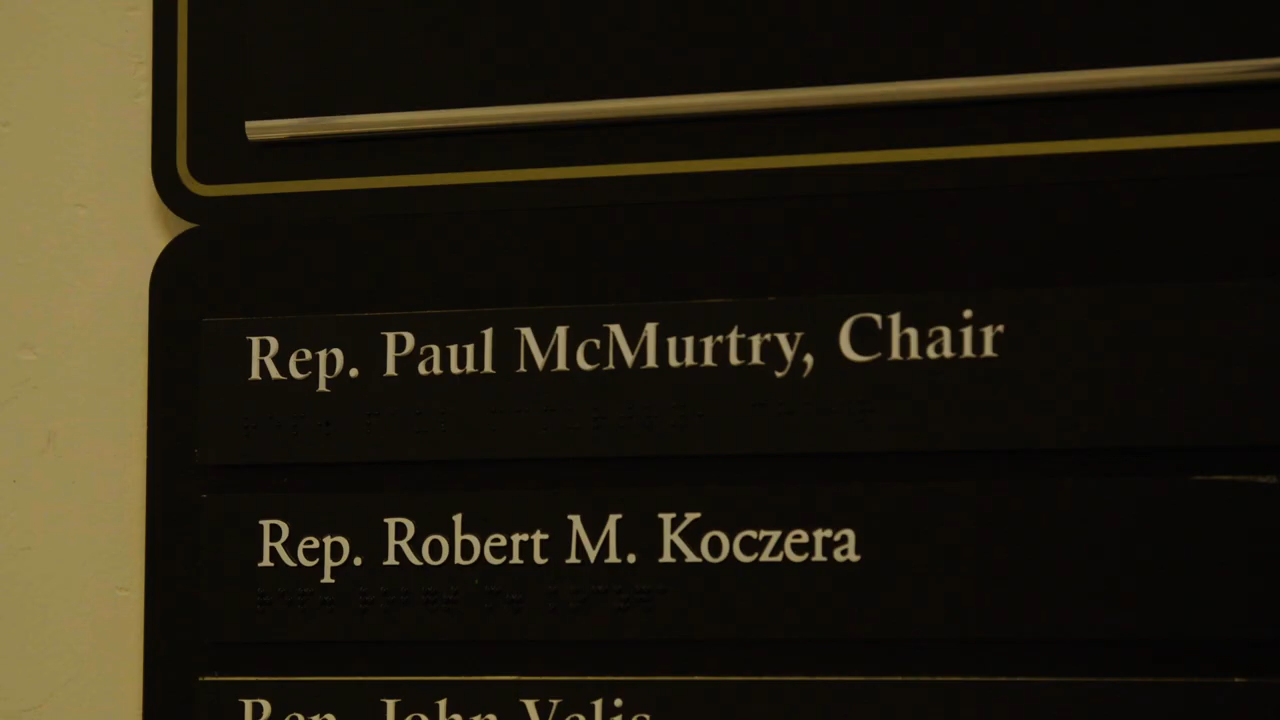 Rep. Paul McMurtry, Chair
Rep. Robert M. Koczera
Rep. John Velis